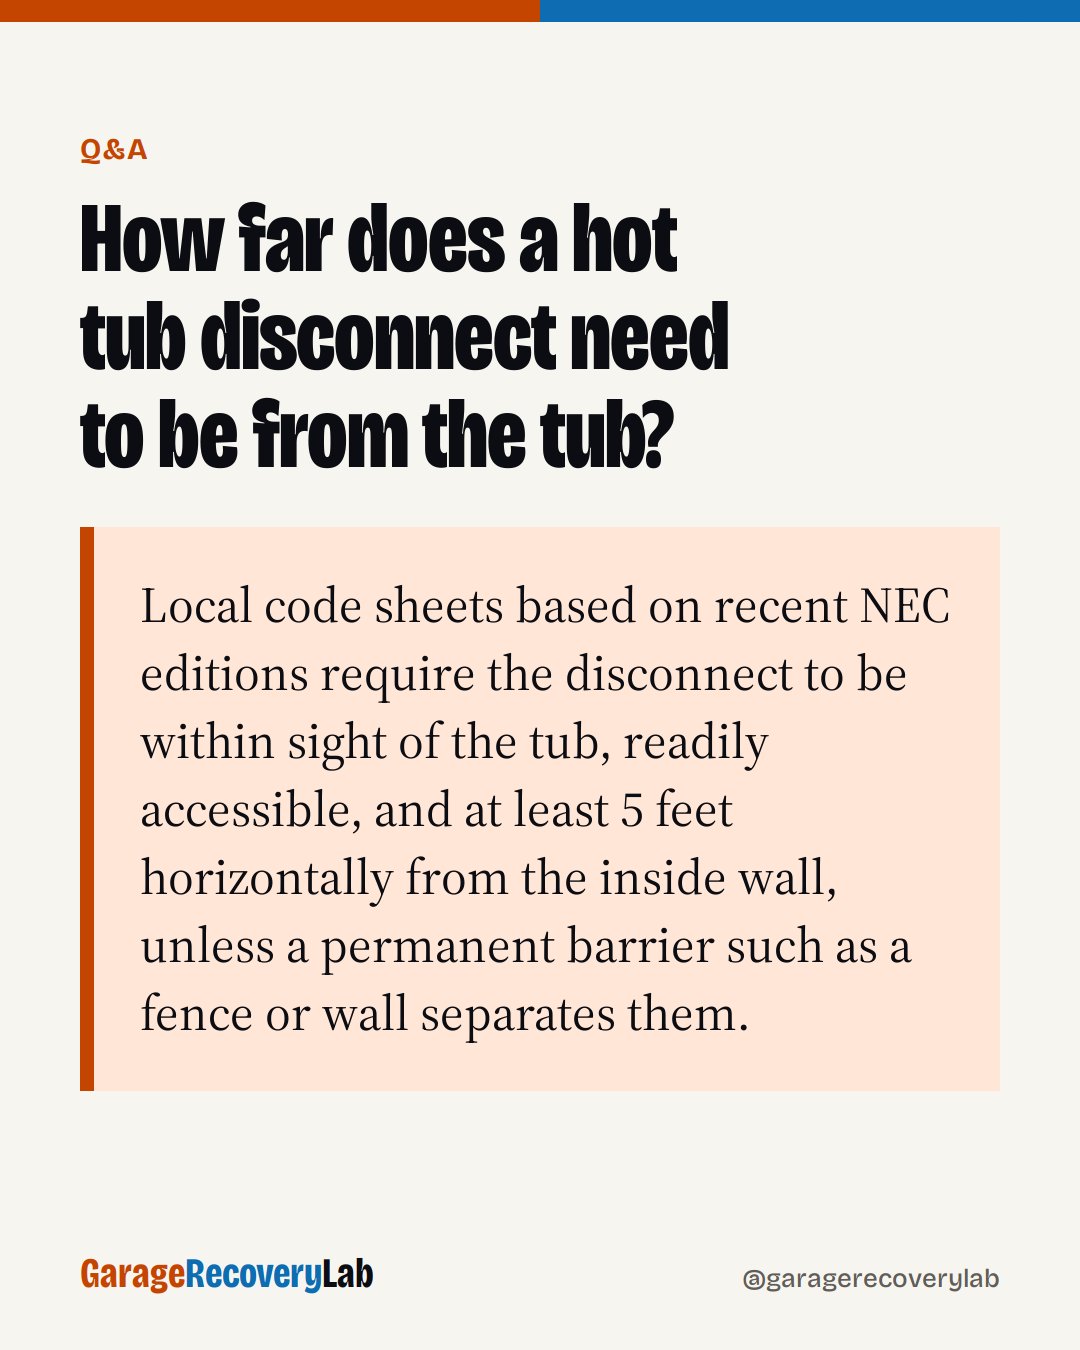 Q&A
How far does a hot
tub disconnect need
to be from the tub?
Local code sheets based on recent NEC
editions require the disconnect to be
within sight of the tub, readily
accessible, and at least 5 feet
horizontally from the inside wall,
unless a permanent barrier such as a
fence or wall separates them.
GarageRecoveryLab
@garagerecoverylab